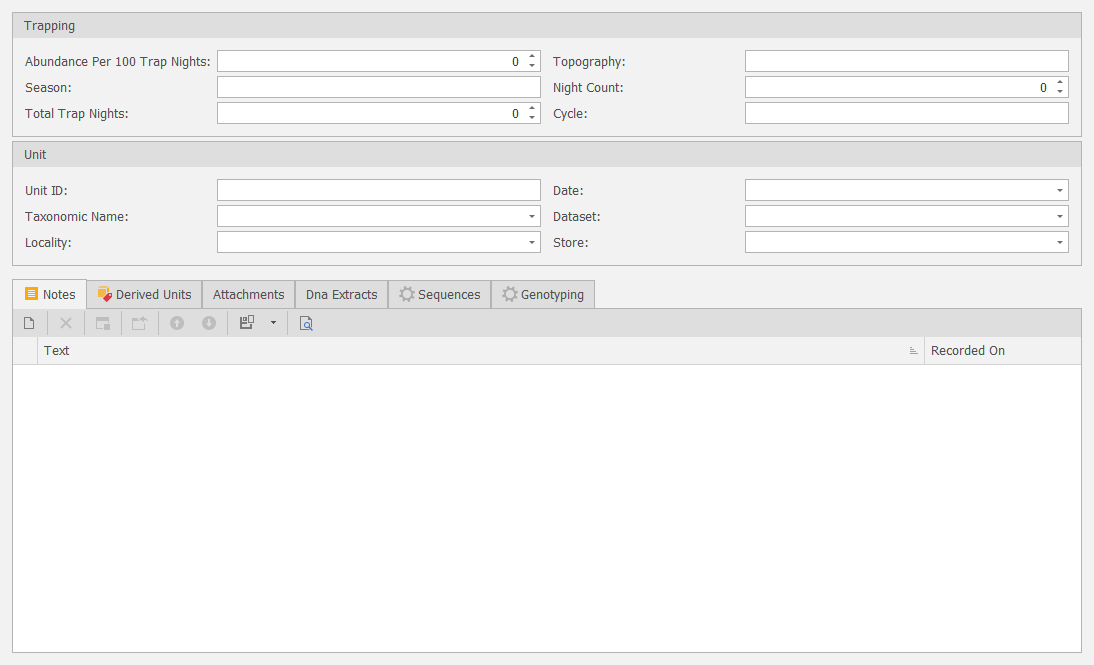 Trapping
Abundance Per 100 Trap Nights: 0 Topography:
Season: Night Count: 0
Total Trap Nights: 0 Cycle:
Unit
Unit ID: Date:
Taxonomic Name: Dataset:
Locality: Store:
Notes Derived Units Attachments Dna Extracts Sequences Genotyping
Text Recorded On